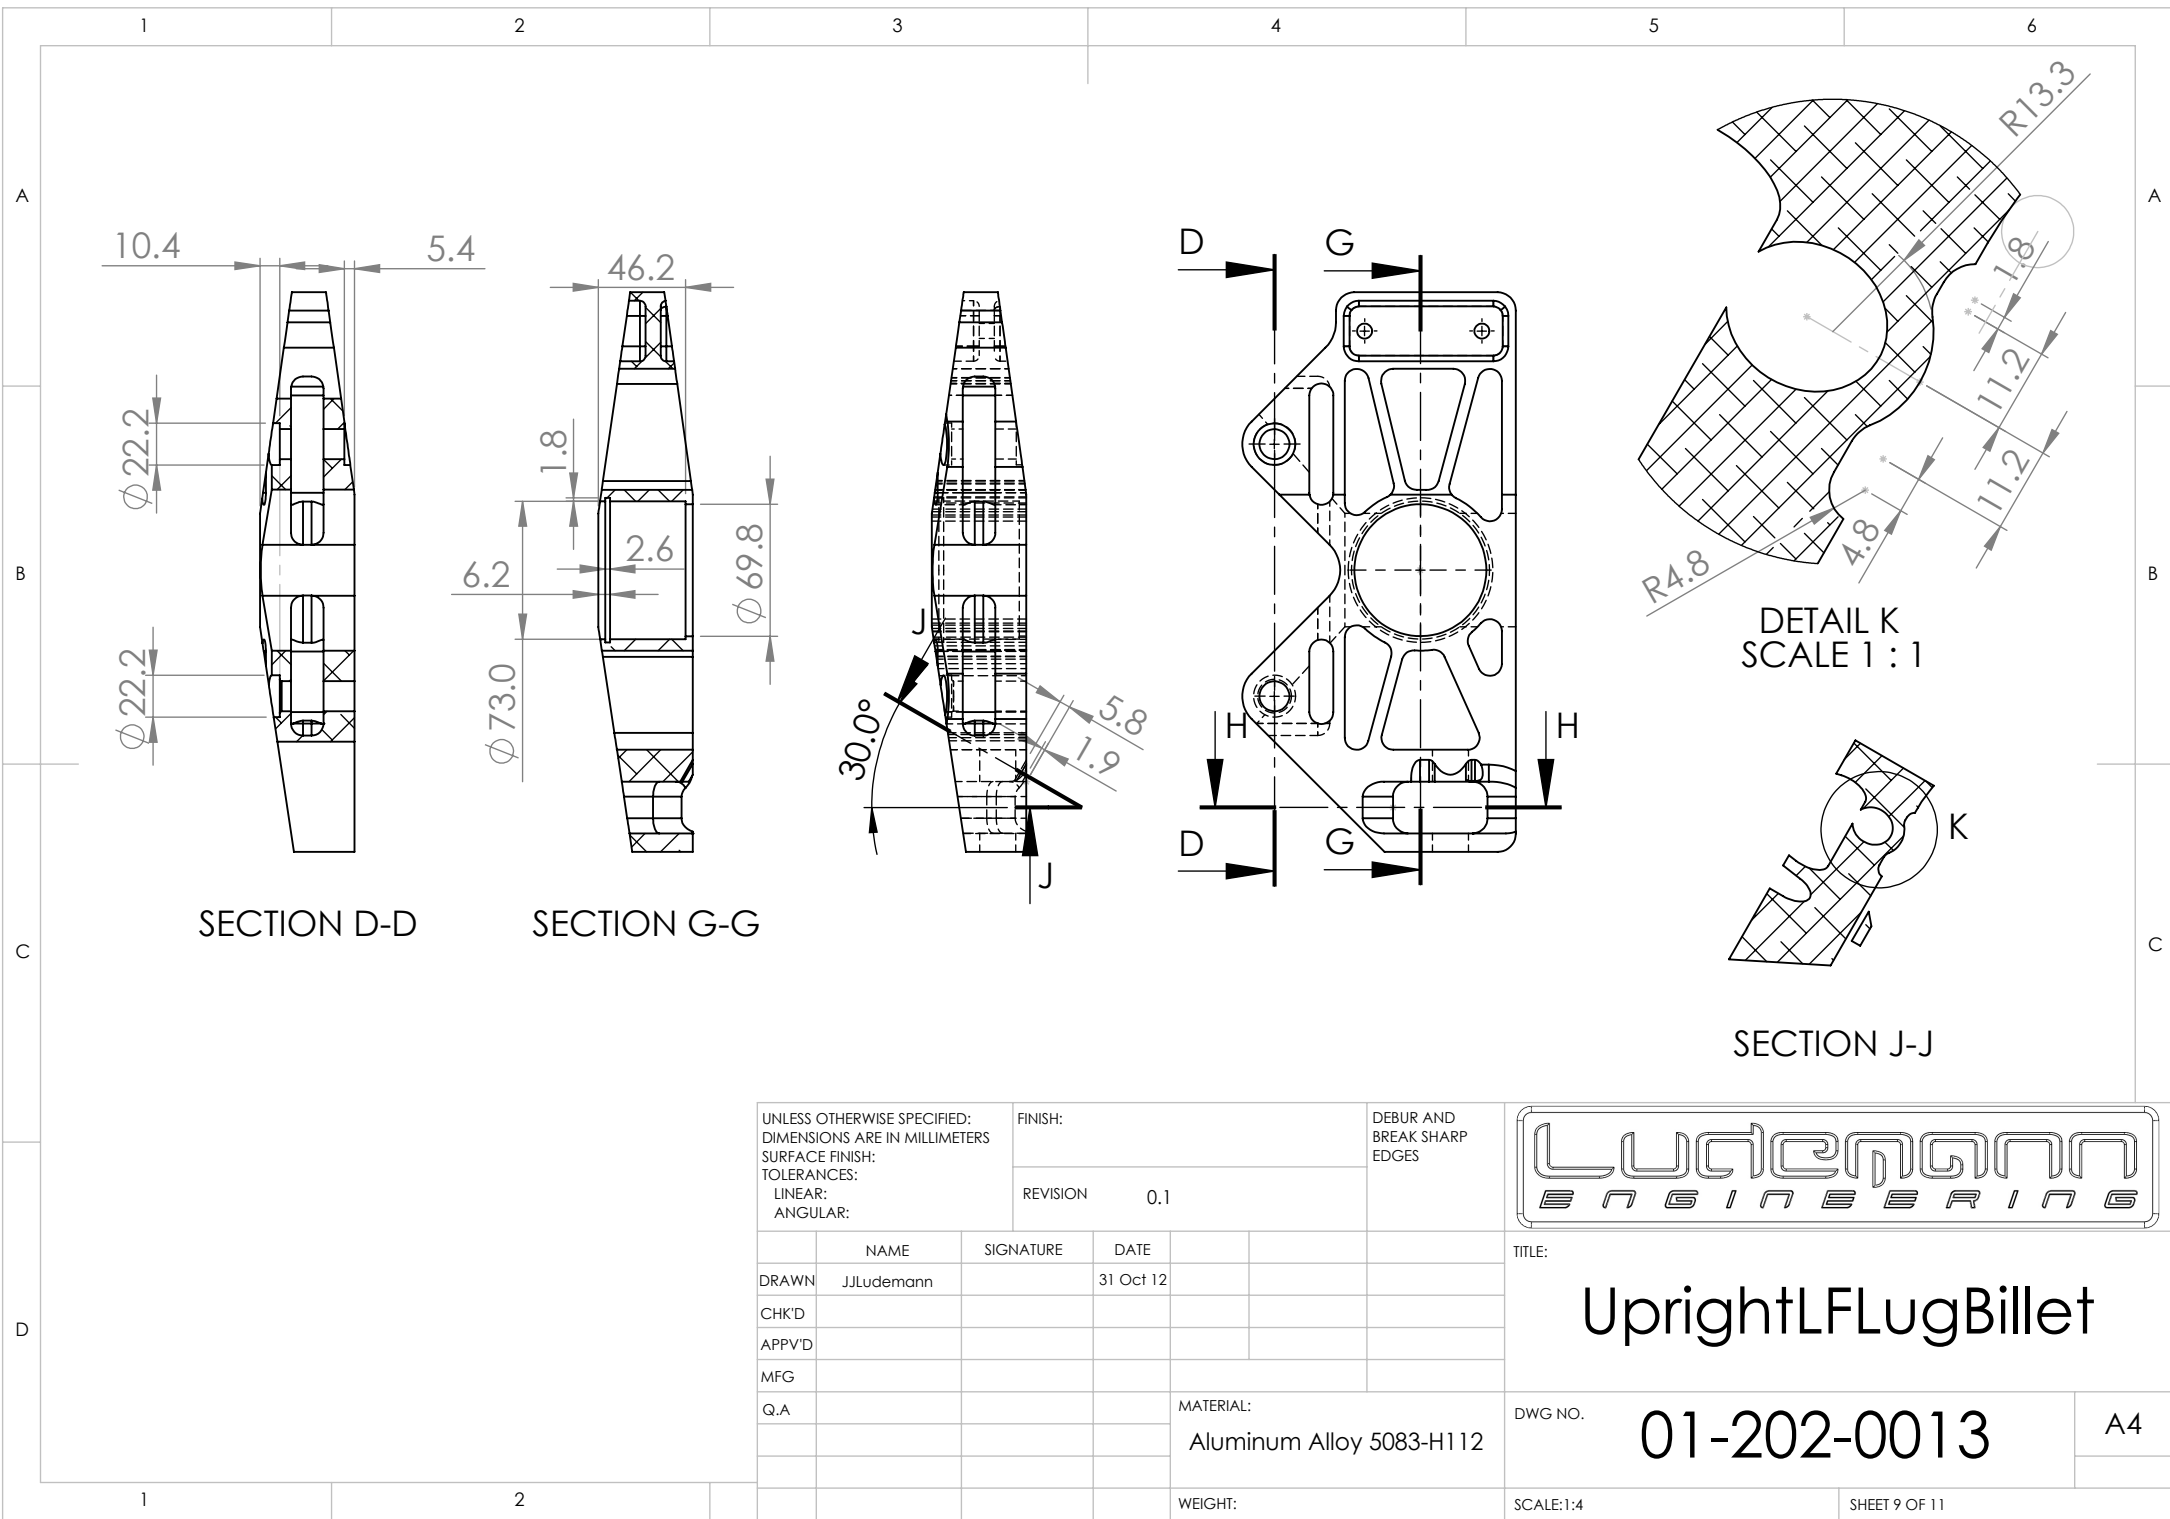 1 2 3 4 5 6
A A
B B
C C
D
1 2
10.4
5.4
Ø22.2
Ø22.2
SECTION D-D
46.2
1.8
2.6
6.2
Ø69.8
Ø73.0
SECTION G-G
J
30.0°
5.8
1.9
J
D G
H H
D G
R13.3
1.8
11.2
11.2
4.8
R4.8
DETAIL K
SCALE 1 : 1
K
SECTION J-J
UNLESS OTHERWISE SPECIFIED:
DIMENSIONS ARE IN MILLIMETERS
SURFACE FINISH:
TOLERANCES:
LINEAR:
ANGULAR:
FINISH:
REVISION 0.1
DEBUR AND
BREAK SHARP
EDGES
Ludemann
ENGINEERING
NAME SIGNATURE DATE
DRAWN JJLudemann 31 Oct 12
CHK'D
APPV'D
MFG
Q.A
MATERIAL:
Aluminum Alloy 5083-H112
WEIGHT:
TITLE:
UprightLFLugBillet
DWG NO.
01-202-0013
A4
SCALE:1:4
SHEET 9 OF 11